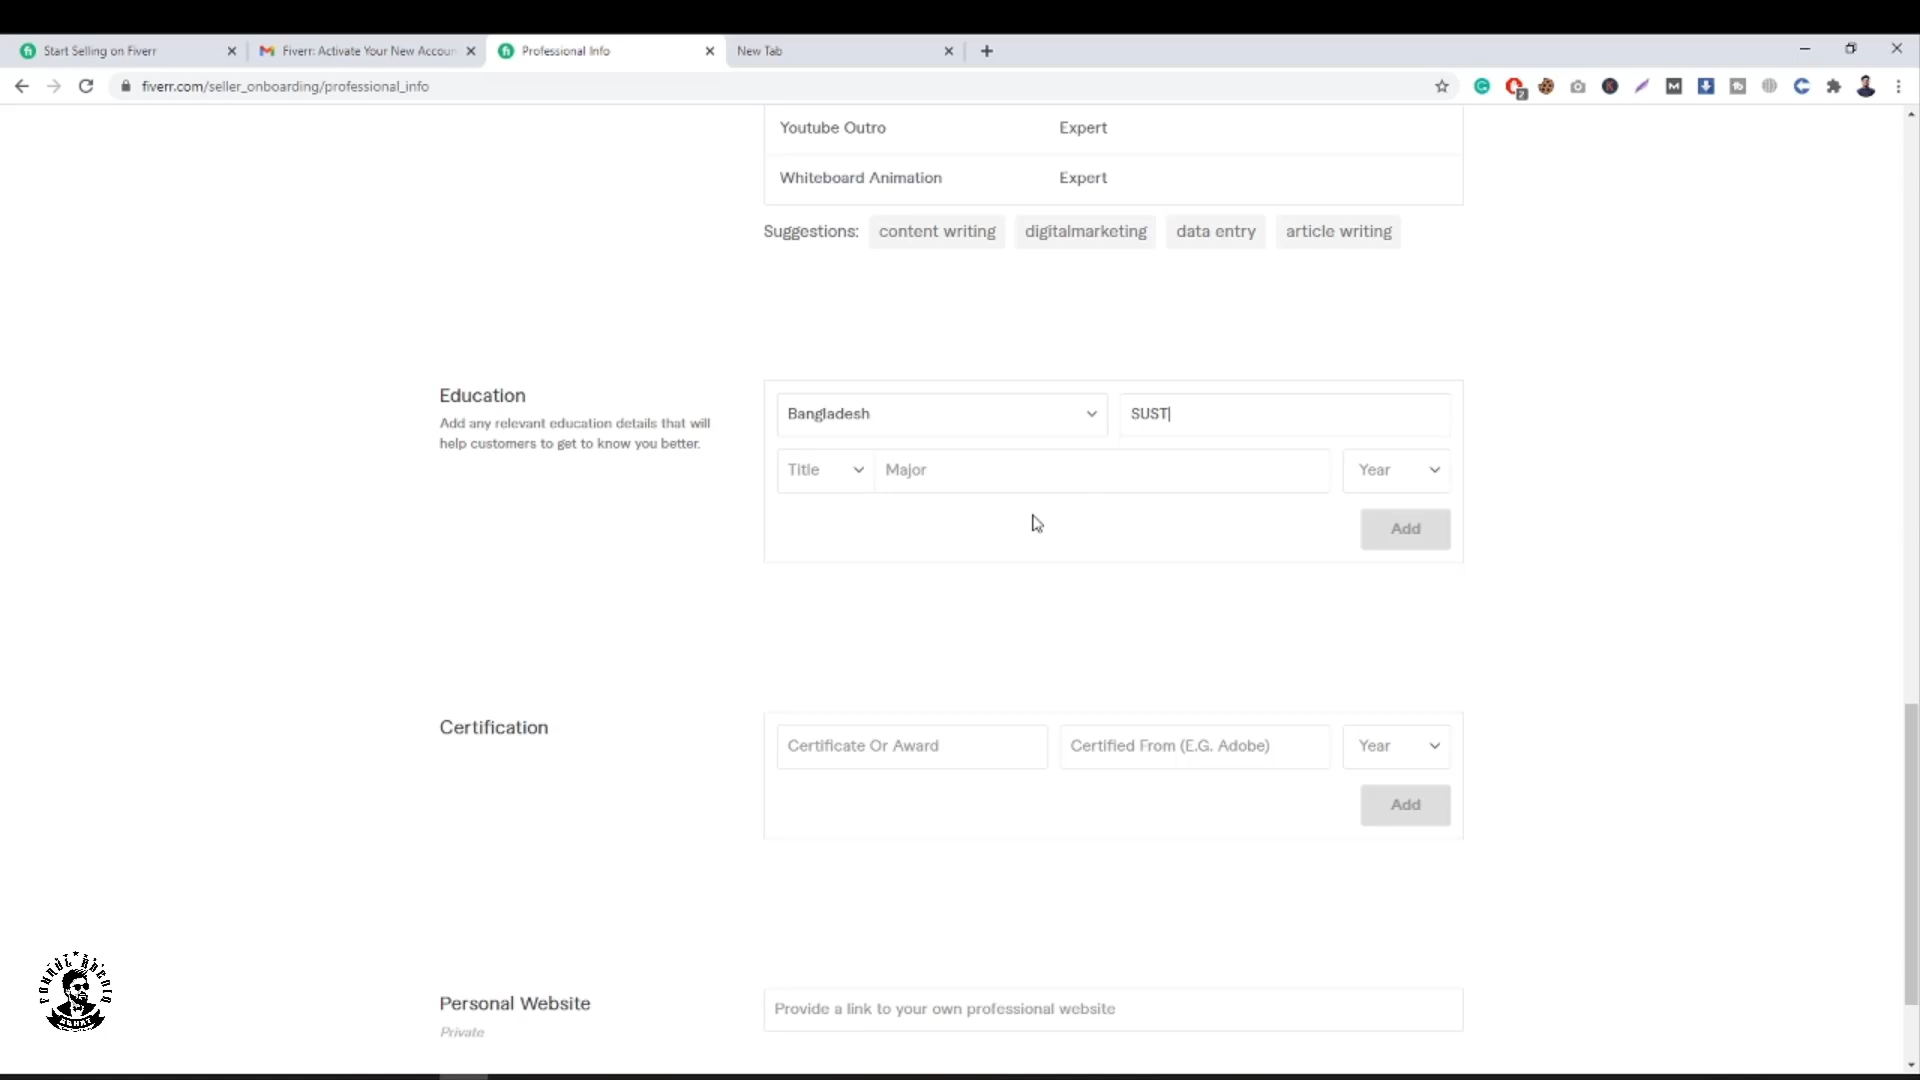 Start Selling on Fiverr
Fiverr: Activate Your New Accoun
Professional Info
New Tab
fiverr.com/seller_onboarding/professional_info
2
Youtube Outro Expert
Whiteboard Animation Expert
Suggestions: content writing digitalmarketing data entry article writing
Education
Add any relevant education details that will
help customers to get to know you better.
Bangladesh SUST
Title Major Year
Add
Certification
Certificate Or Award Certified From (E.G. Adobe) Year
Add
Personal Website
Private
Provide a link to your own professional website